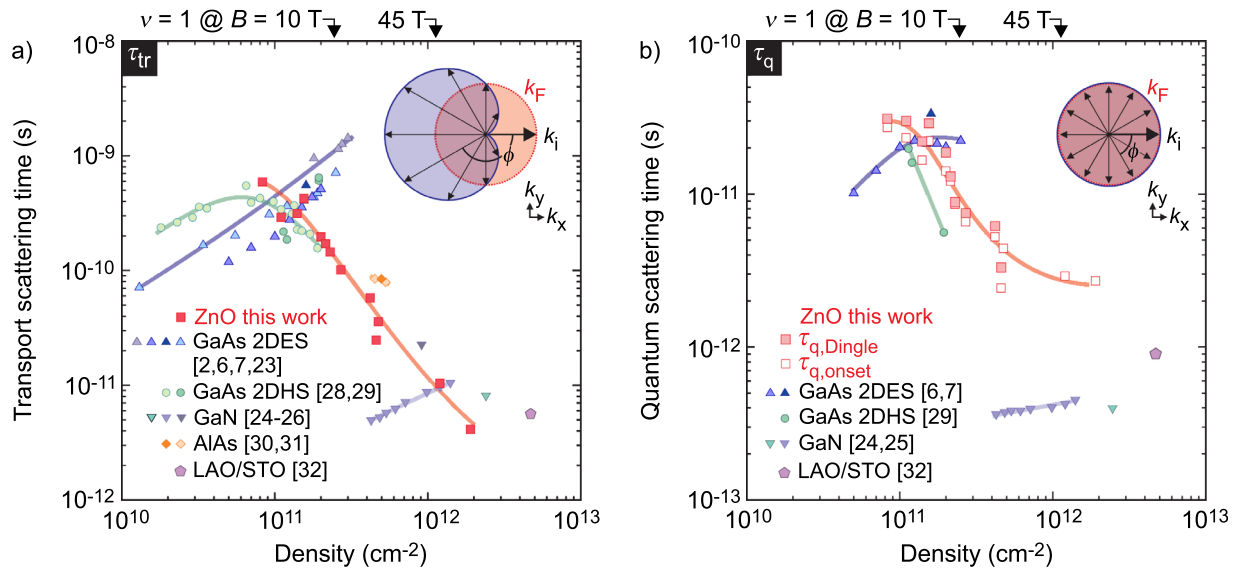 ν = 1 @ B = 10 T
45 T
a)
τtr
10-8
10-9
10-10
10-11
10-12
Transport scattering time (s)
kF
ki
ϕ
ky
kx
ZnO this work
GaAs 2DES
[2,6,7,23]
GaAs 2DHS [28,29]
GaN [24-26]
AlAs [30,31]
LAO/STO [32]
1010
1011
1012
1013
Density (cm-2)
ν = 1 @ B = 10 T
45 T
b)
τq
10-10
10-11
10-12
10-13
Quantum scattering time (s)
kF
ki
ϕ
ky
kx
ZnO this work
τq,Dingle
τq,onset
GaAs 2DES [6,7]
GaAs 2DHS [29]
GaN [24,25]
LAO/STO [32]
1010
1011
1012
1013
Density (cm-2)